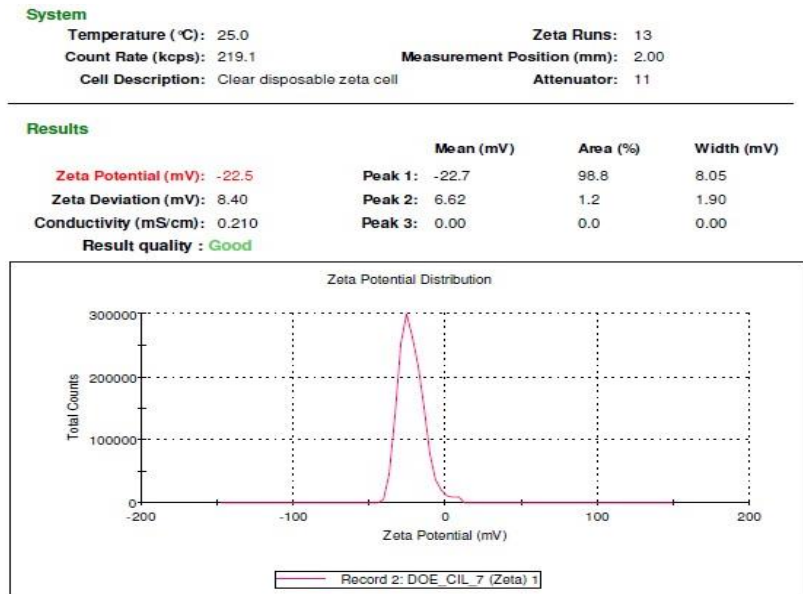 System
Temperature (°C): 25.0 Zeta Runs: 13
Count Rate (kcps): 219.1 Measurement Position (mm): 2.00
Cell Description: Clear disposable zeta cell Attenuator: 11
Results
Mean (mV) Area (%) Width (mV)
Zeta Potential (mV): -22.5 Peak 1: -22.7 98.8 8.05
Zeta Deviation (mV): 8.40 Peak 2: 6.62 1.2 1.90
Conductivity (mS/cm): 0.210 Peak 3: 0.00 0.0 0.00
Result quality : Good
Zeta Potential Distribution
300000
200000
100000
0
Total Counts
-200 -100 0 100 200
Zeta Potential (mV)
Record 2: DOE_CIL_7 (Zeta) 1